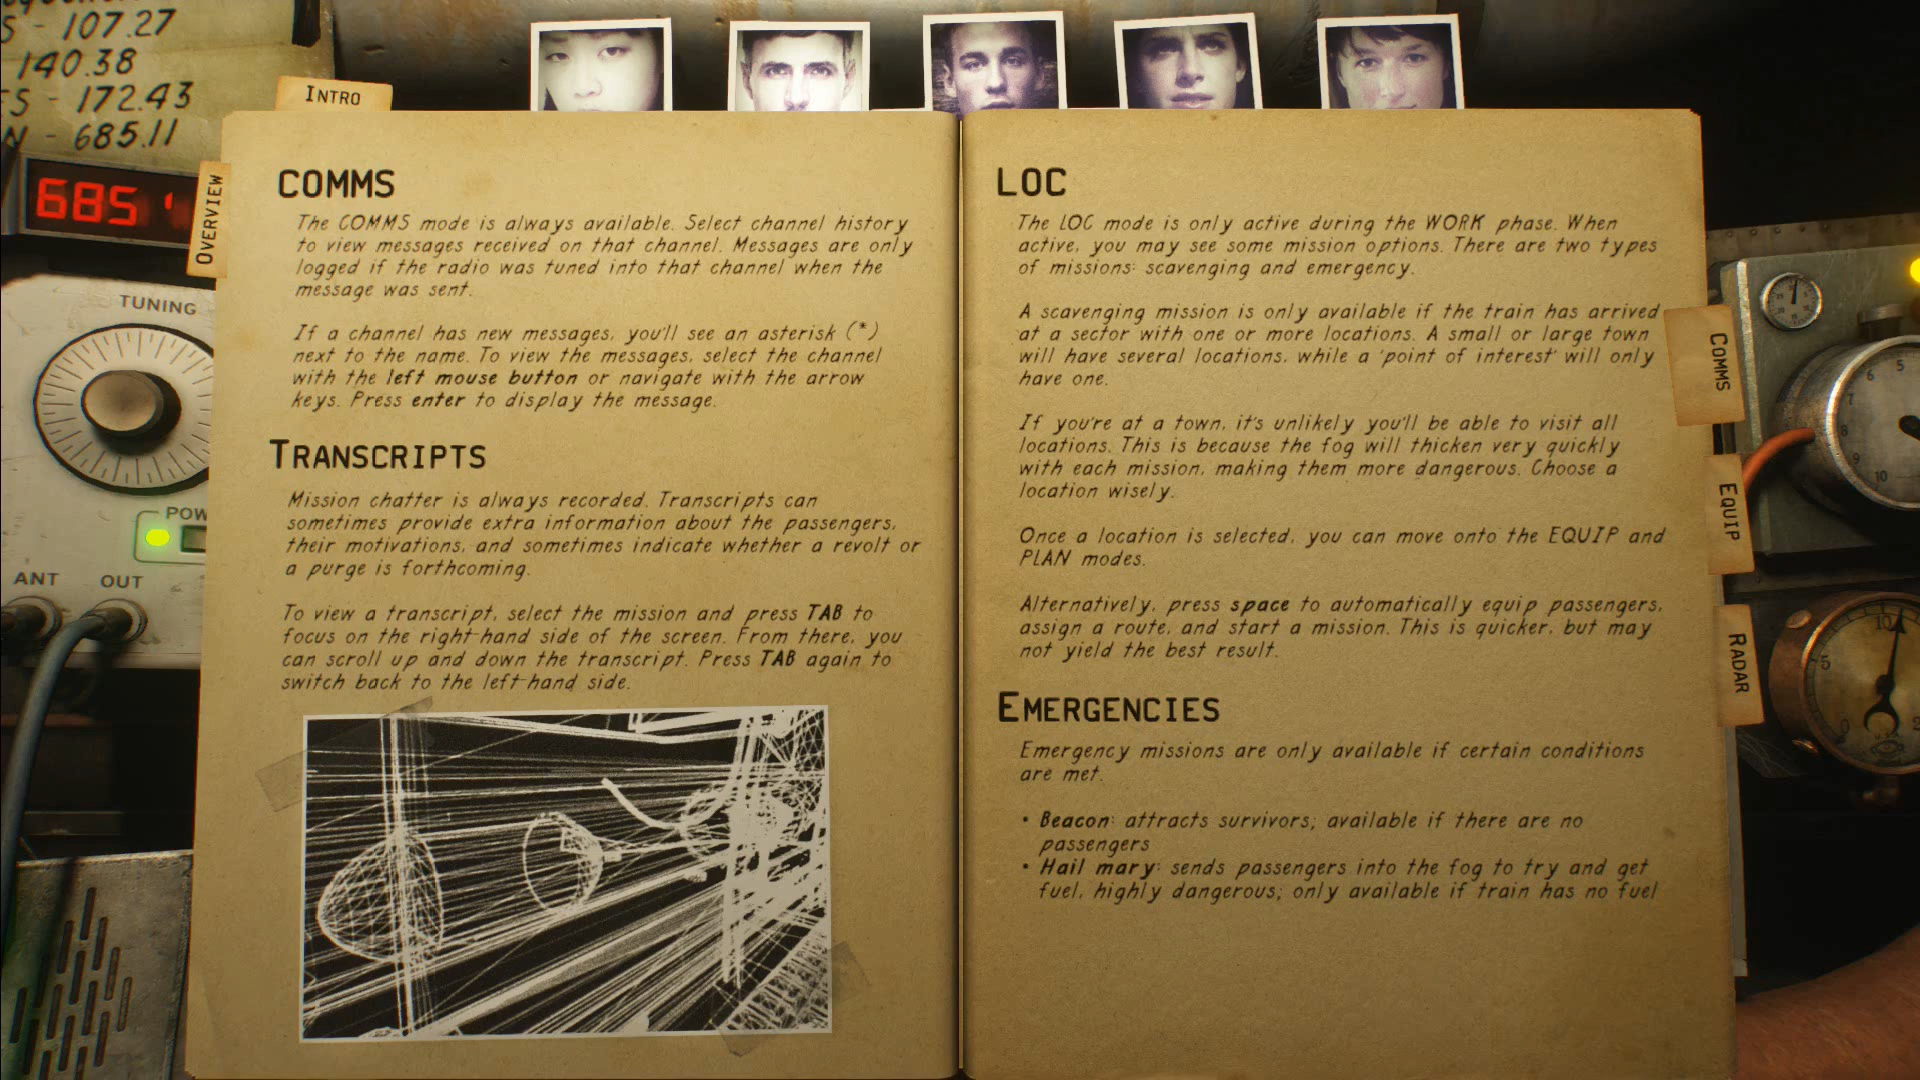 S - 107.27
140.38
ES - 172.43
N - 685.11
685
INTRO
OVERVIEW
TUNING
POW
ANT OUT
COMMS
The COMMS mode is always available. Select channel history
to view messages received on that channel. Messages are only
logged if the radio was tuned into that channel when the
message was sent.
If a channel has new messages, you'll see an asterisk (*)
next to the name. To view the messages, select the channel
with the left mouse button or navigate with the arrow
keys. Press enter to display the message.
TRANSCRIPTS
Mission chatter is always recorded. Transcripts can
sometimes provide extra information about the passengers,
their motivations, and sometimes indicate whether a revolt or
a purge is forthcoming.
To view a transcript, select the mission and press TAB to
focus on the right-hand side of the screen. From there, you
can scroll up and down the transcript. Press TAB again to
switch back to the left-hand side.
LOC
The LOC mode is only active during the WORK phase. When
active, you may see some mission options. There are two types
of missions: scavenging and emergency.
A scavenging mission is only available if the train has arrived
at a sector with one or more locations. A small or large town
will have several locations, while a 'point of interest' will only
have one.
If you're at a town, it's unlikely you'll be able to visit all
locations. This is because the fog will thicken very quickly
with each mission, making them more dangerous. Choose a
location wisely.
Once a location is selected, you can move onto the EQUIP and
PLAN modes.
Alternatively, press space to automatically equip passengers,
assign a route, and start a mission. This is quicker, but may
not yield the best result.
EMERGENCIES
Emergency missions are only available if certain conditions
are met.
• Beacon: attracts survivors; available if there are no
passengers
• Hail mary: sends passengers into the fog to try and get
fuel, highly dangerous; only available if train has no fuel
COMMS
EQUIP
RADAR
5
6
7
8
9
10
10
5
0